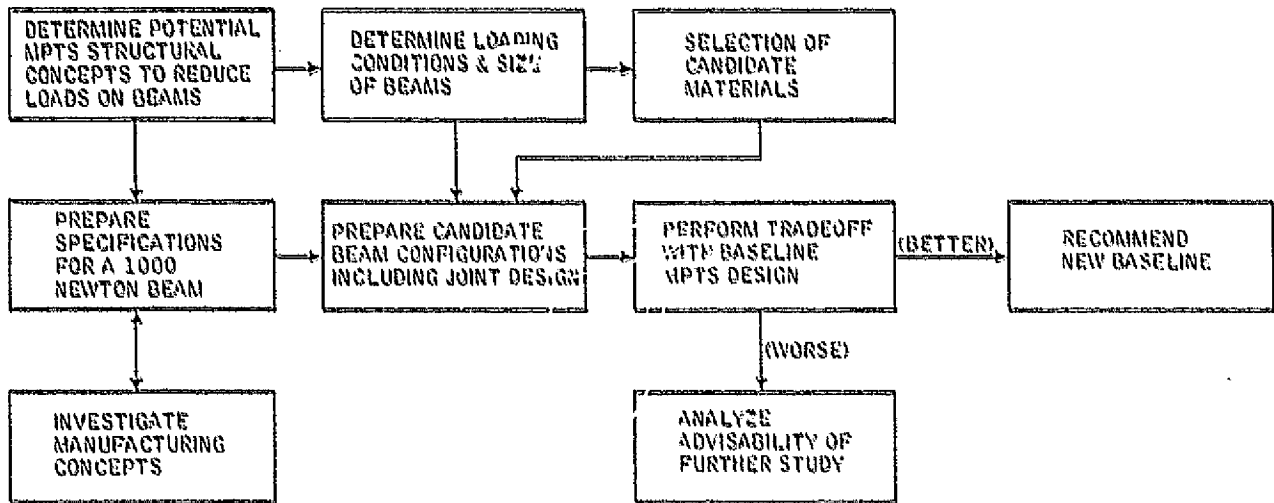 DETERMINE POTENTIAL
MPTS STRUCTURAL
CONCEPTS TO REDUCE
LOADS ON BEAMS
DETERMINE LOADING
CONDITIONS & SIZE
OF BEAMS
SELECTION OF
CANDIDATE
MATERIALS
PREPARE
SPECIFICATIONS
FOR A 1000
NEWTON BEAM
PREPARE CANDIDATE
BEAM CONFIGURATIONS
INCLUDING JOINT DESIGN
PERFORM TRADEOFF
WITH BASELINE
MPTS DESIGN
(BETTER)
RECOMMEND
NEW BASELINE
(WORSE)
INVESTIGATE
MANUFACTURING
CONCEPTS
ANALYZE
ADVISABILITY OF
FURTHER STUDY